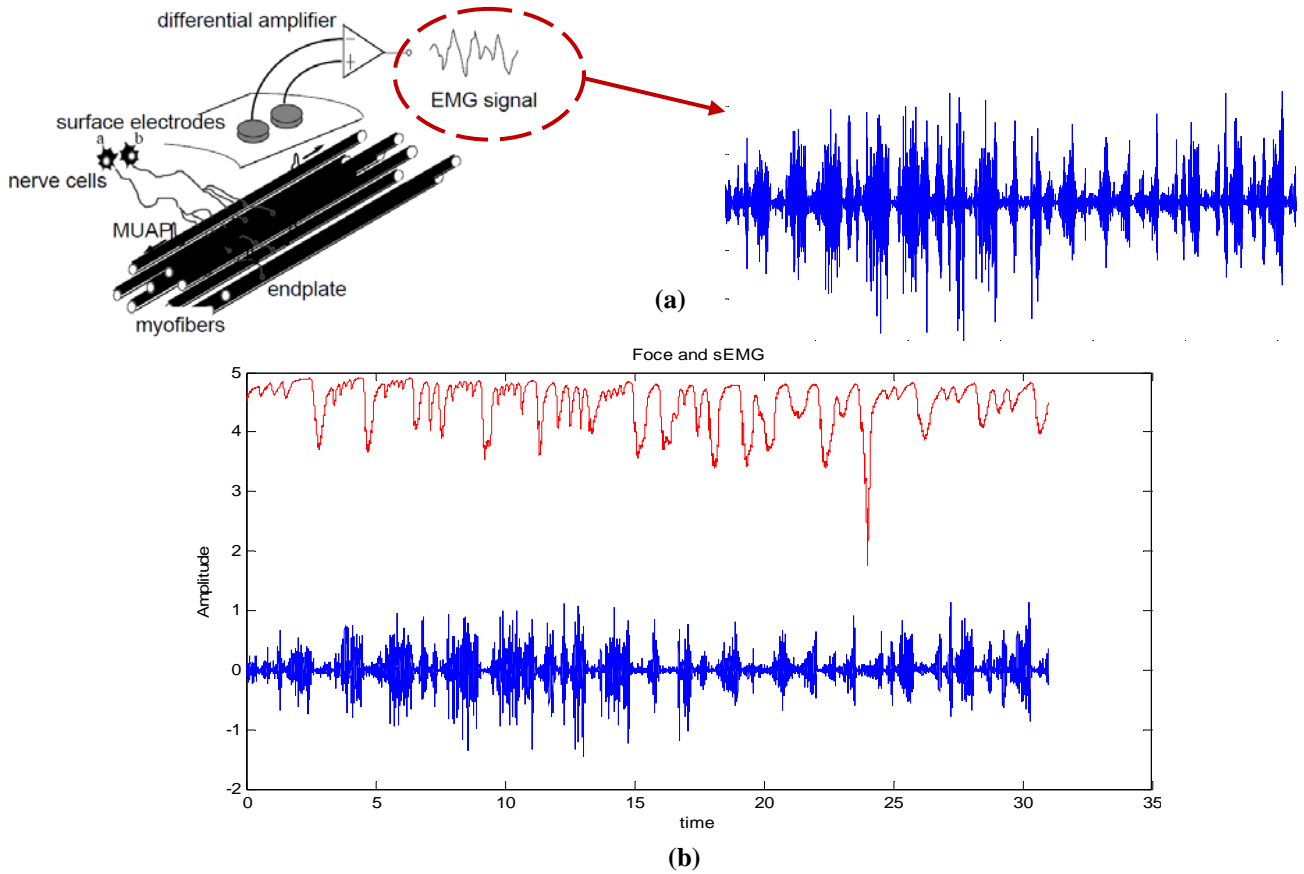 differential amplifier
−
+
EMG signal
surface electrodes
a b
nerve cells
MUAP
endplate
myofibers
(a)
Foce and sEMG
5
4
3
2
1
0
-1
-2
Amplitude
0 5 10 15 20 25 30 35
time
(b)